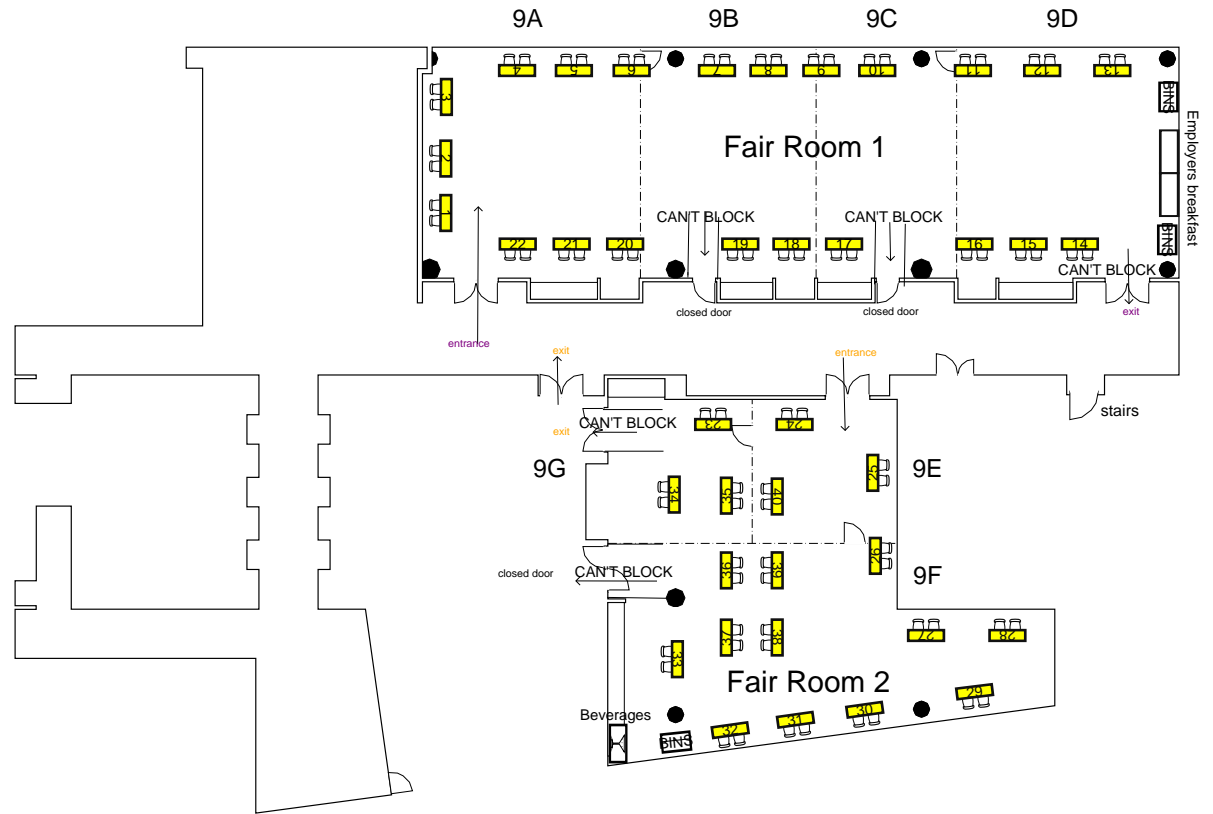 9A
9B
9C
9D
4
5
6
7
8
9
10
11
12
13
3
BINS
Employers breakfast
Fair Room 1
2
1
CAN'T BLOCK
CAN'T BLOCK
22
21
20
19
18
17
16
15
14
BINS
CAN'T BLOCK
closed door
closed door
exit
entrance
exit
entrance
stairs
23
24
CAN'T BLOCK
exit
9G
9E
25
34
35
40
26
9F
36
39
closed door
CAN'T BLOCK
37
38
27
28
33
Fair Room 2
29
30
31
32
Beverages
BINS